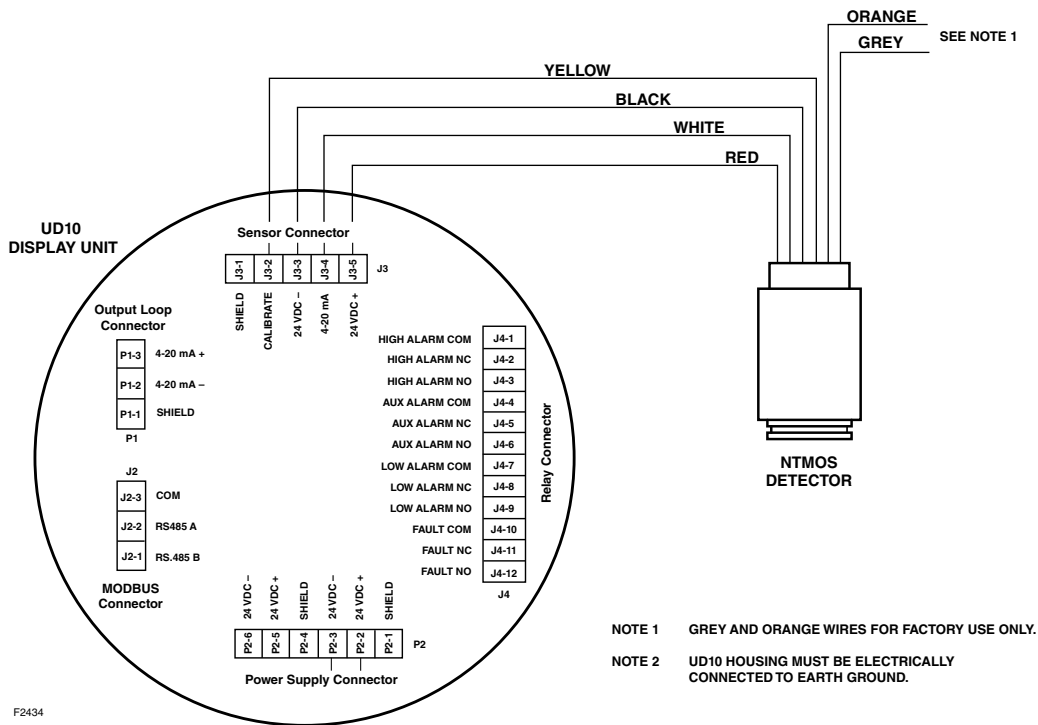 ORANGE
GREY
SEE NOTE 1
YELLOW
BLACK
WHITE
RED
UD10
DISPLAY UNIT
Sensor Connector
J3-1
J3-2
J3-3
J3-4
J3-5
J3
SHIELD
CALIBRATE
24 VDC –
4-20 mA
24 VDC +
Output Loop
Connector
P1-3 4-20 mA +
P1-2 4-20 mA –
P1-1 SHIELD
P1
J2
J2-3 COM
J2-2 RS485 A
J2-1 RS.485 B
MODBUS
Connector
HIGH ALARM COM J4-1
HIGH ALARM NC J4-2
HIGH ALARM NO J4-3
AUX ALARM COM J4-4
AUX ALARM NC J4-5
AUX ALARM NO J4-6
LOW ALARM COM J4-7
LOW ALARM NC J4-8
LOW ALARM NO J4-9
FAULT COM J4-10
FAULT NC J4-11
FAULT NO J4-12
J4
Relay Connector
NTMOS
DETECTOR
24 VDC –
24 VDC +
SHIELD
24 VDC –
24 VDC +
SHIELD
P2-6
P2-5
P2-4
P2-3
P2-2
P2-1
P2
Power Supply Connector
NOTE 1 GREY AND ORANGE WIRES FOR FACTORY USE ONLY.
NOTE 2 UD10 HOUSING MUST BE ELECTRICALLY
CONNECTED TO EARTH GROUND.
F2434